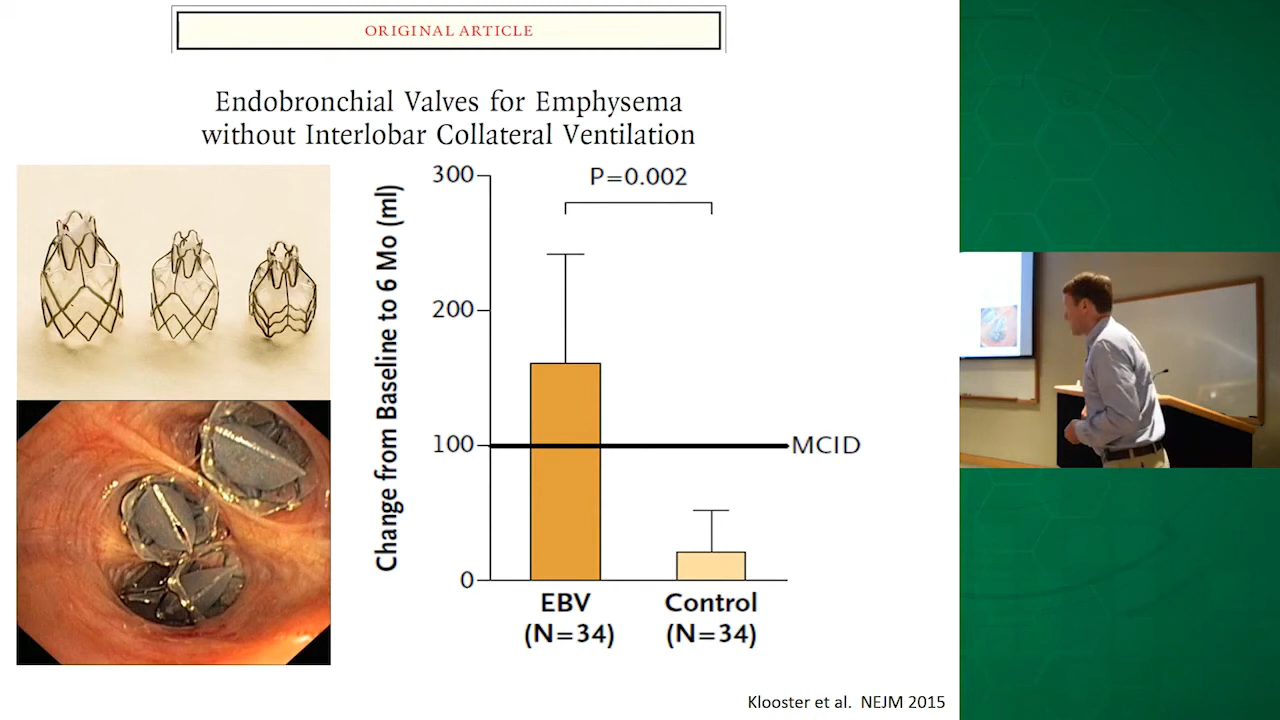 ORIGINAL ARTICLE
Endobronchial Valves for Emphysema
without Interlobar Collateral Ventilation
Change from Baseline to 6 Mo (ml)
300
200
100
0
P=0.002
MCID
EBV
(N=34)
Control
(N=34)
Klooster et al. NEJM 2015